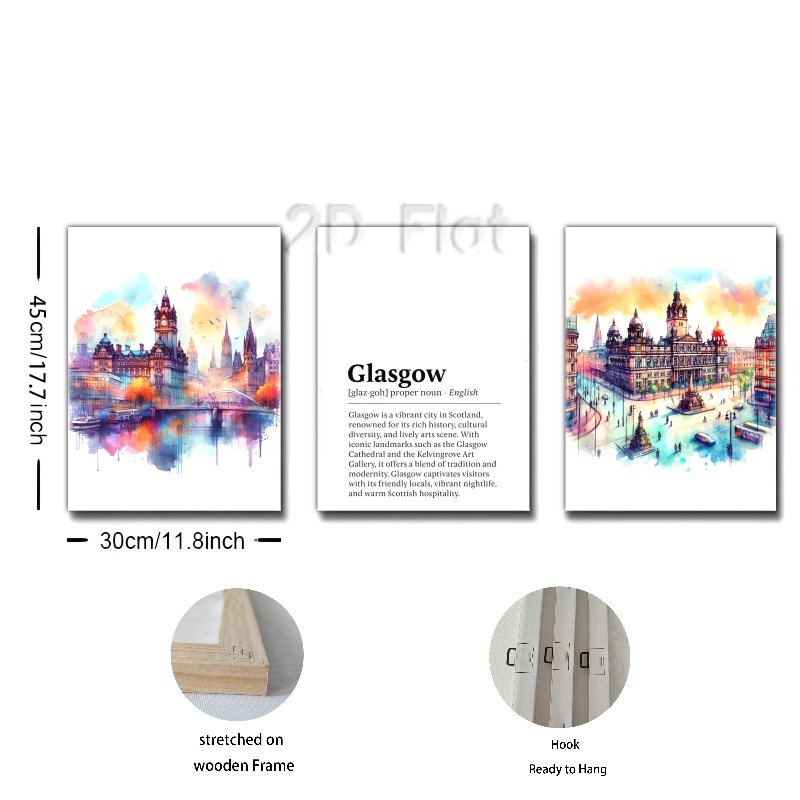 2D Flat
45cm/17.7inch
Glasgow
[glaz-goh] proper noun · English
Glasgow is a vibrant city in Scotland,
renowned for its rich history, cultural
diversity, and lively arts scene. With
iconic landmarks such as the Glasgow
Cathedral and the Kelvingrove Art
Gallery, it offers a blend of tradition and
modernity. Glasgow captivates visitors
with its friendly locals, vibrant nightlife,
and warm Scottish hospitality.
30cm/11.8inch
stretched on
wooden Frame
Hook
Ready to Hang